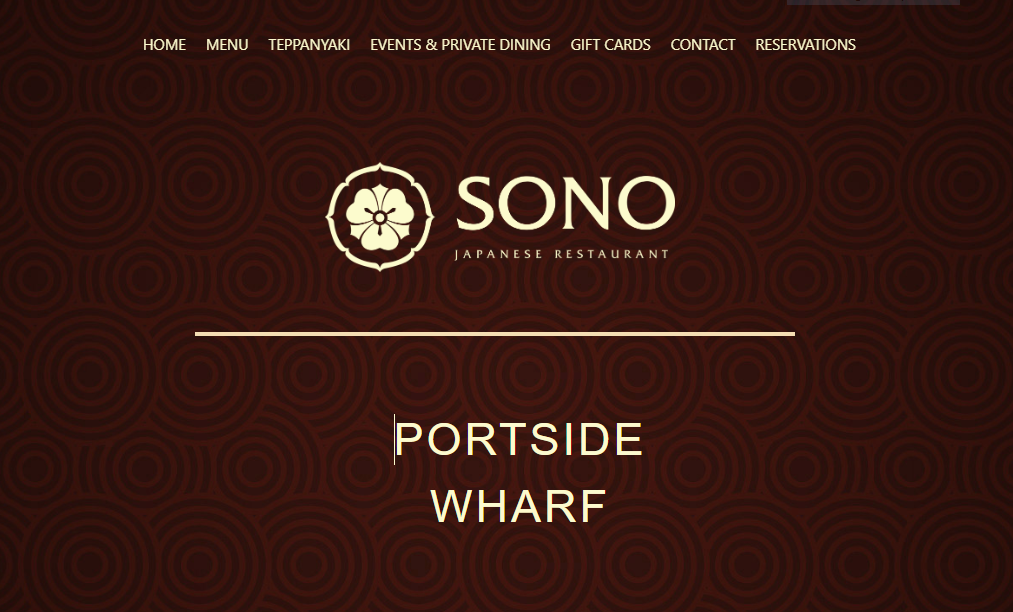 HOME MENU TEPPANYAKI EVENTS & PRIVATE DINING GIFT CARDS CONTACT RESERVATIONS
SONO
JAPANESE RESTAURANT
PORTSIDE
WHARF